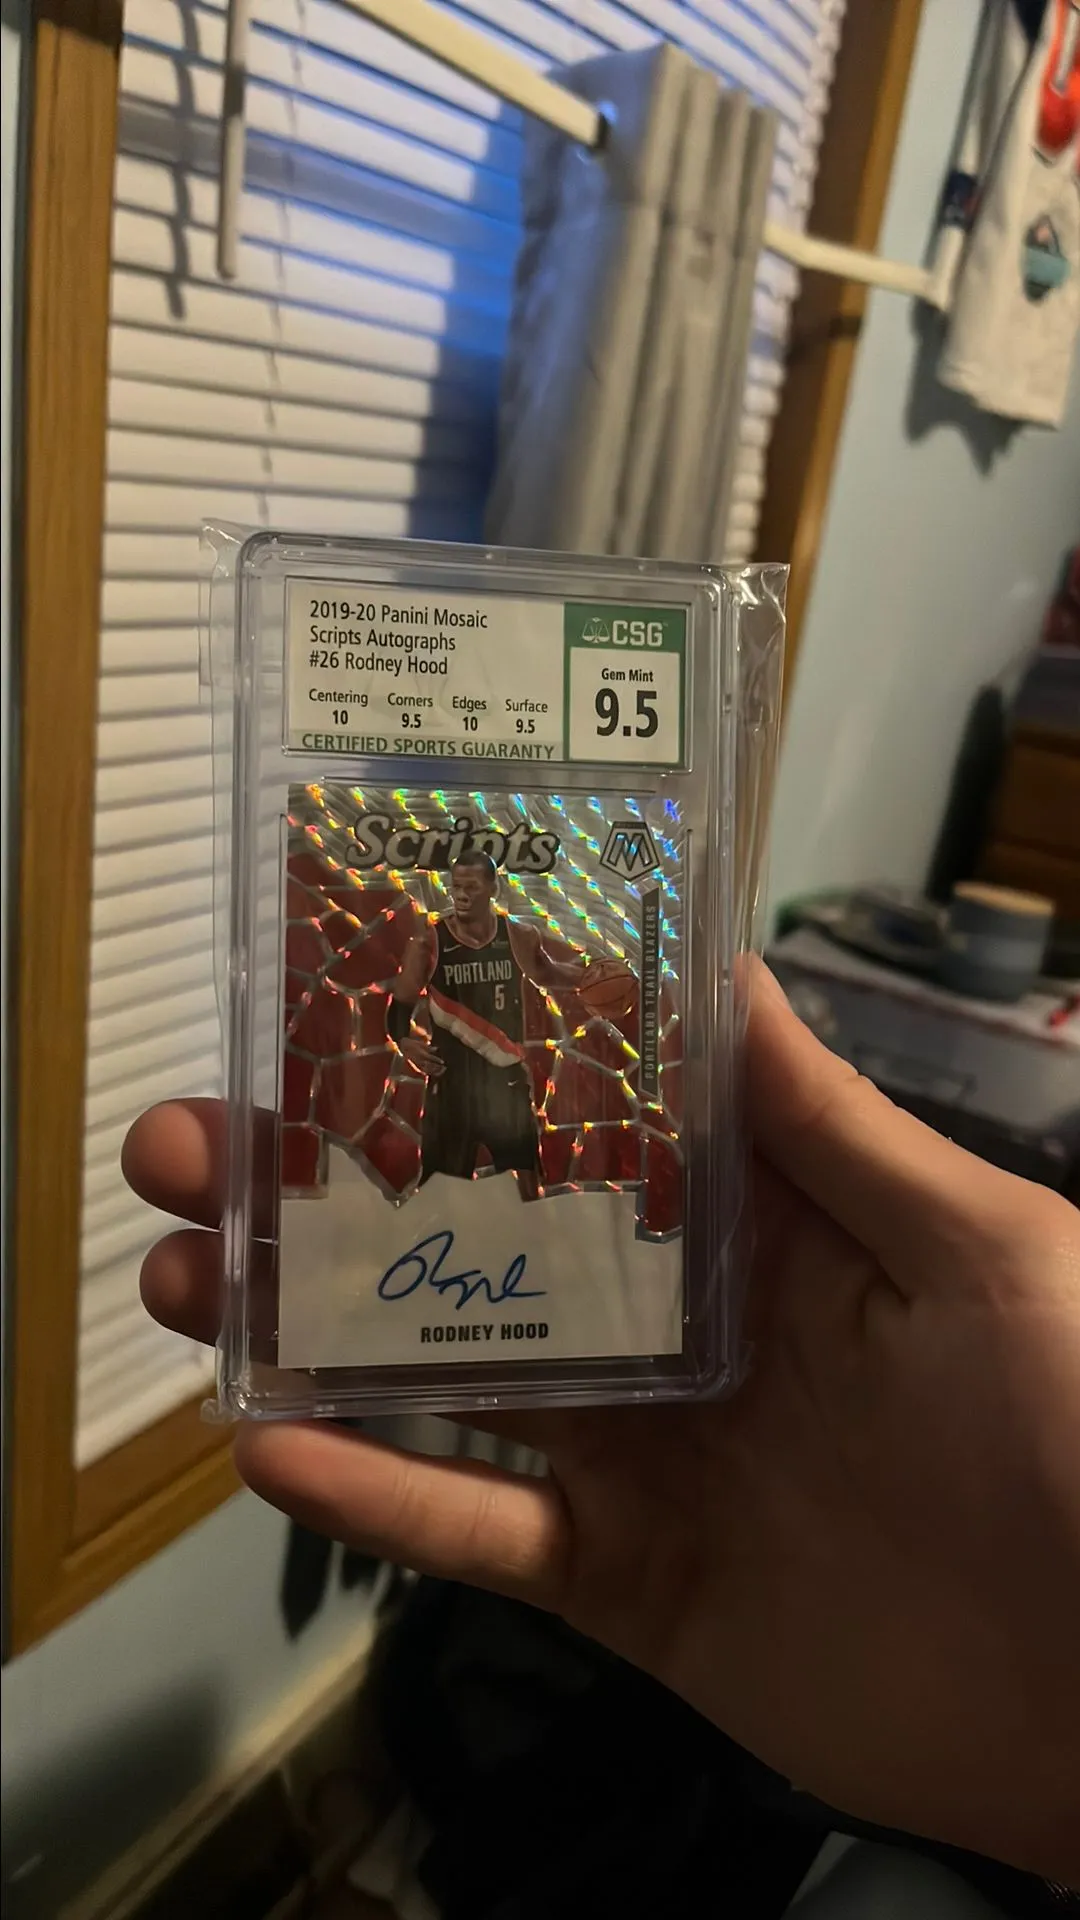 2019-20 Panini Mosaic
Scripts Autographs
#26 Rodney Hood
Centering Corners Edges Surface
10 9.5 10 9.5
CERTIFIED SPORTS GUARANTY
CSG
Gem Mint
9.5
Scripts
M
PORTLAND TRAIL BLAZERS
PORTLAND
5
RODNEY HOOD